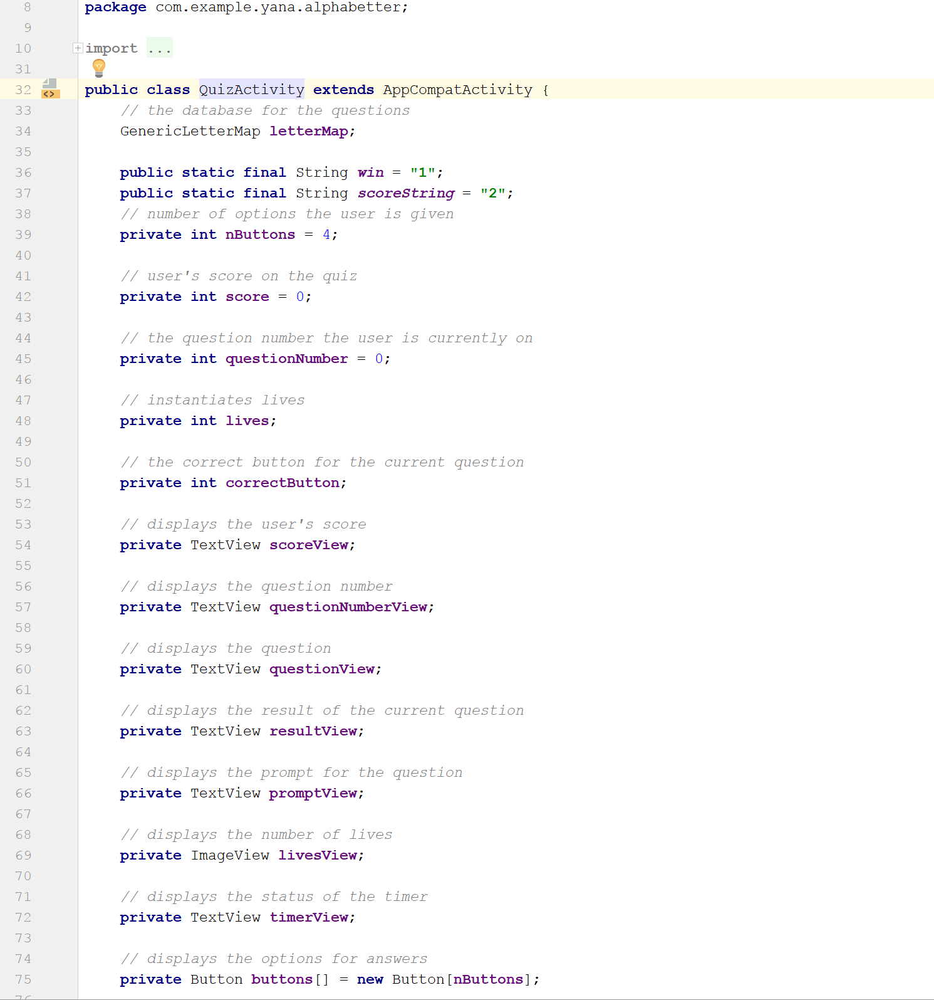 8 package com.example.yana.alphabetter;
9
10 import ...
31
32 public class QuizActivity extends AppCompatActivity {
33 // the database for the questions
34 GenericLetterMap letterMap;
35
36 public static final String win = "1";
37 public static final String scoreString = "2";
38 // number of options the user is given
39 private int nButtons = 4;
40
41 // user's score on the quiz
42 private int score = 0;
43
44 // the question number the user is currently on
45 private int questionNumber = 0;
46
47 // instantiates lives
48 private int lives;
49
50 // the correct button for the current question
51 private int correctButton;
52
53 // displays the user's score
54 private TextView scoreView;
55
56 // displays the question number
57 private TextView questionNumberView;
58
59 // displays the question
60 private TextView questionView;
61
62 // displays the result of the current question
63 private TextView resultView;
64
65 // displays the prompt for the question
66 private TextView promptView;
67
68 // displays the number of lives
69 private ImageView livesView;
70
71 // displays the status of the timer
72 private TextView timerView;
73
74 // displays the options for answers
75 private Button buttons[] = new Button[nButtons];